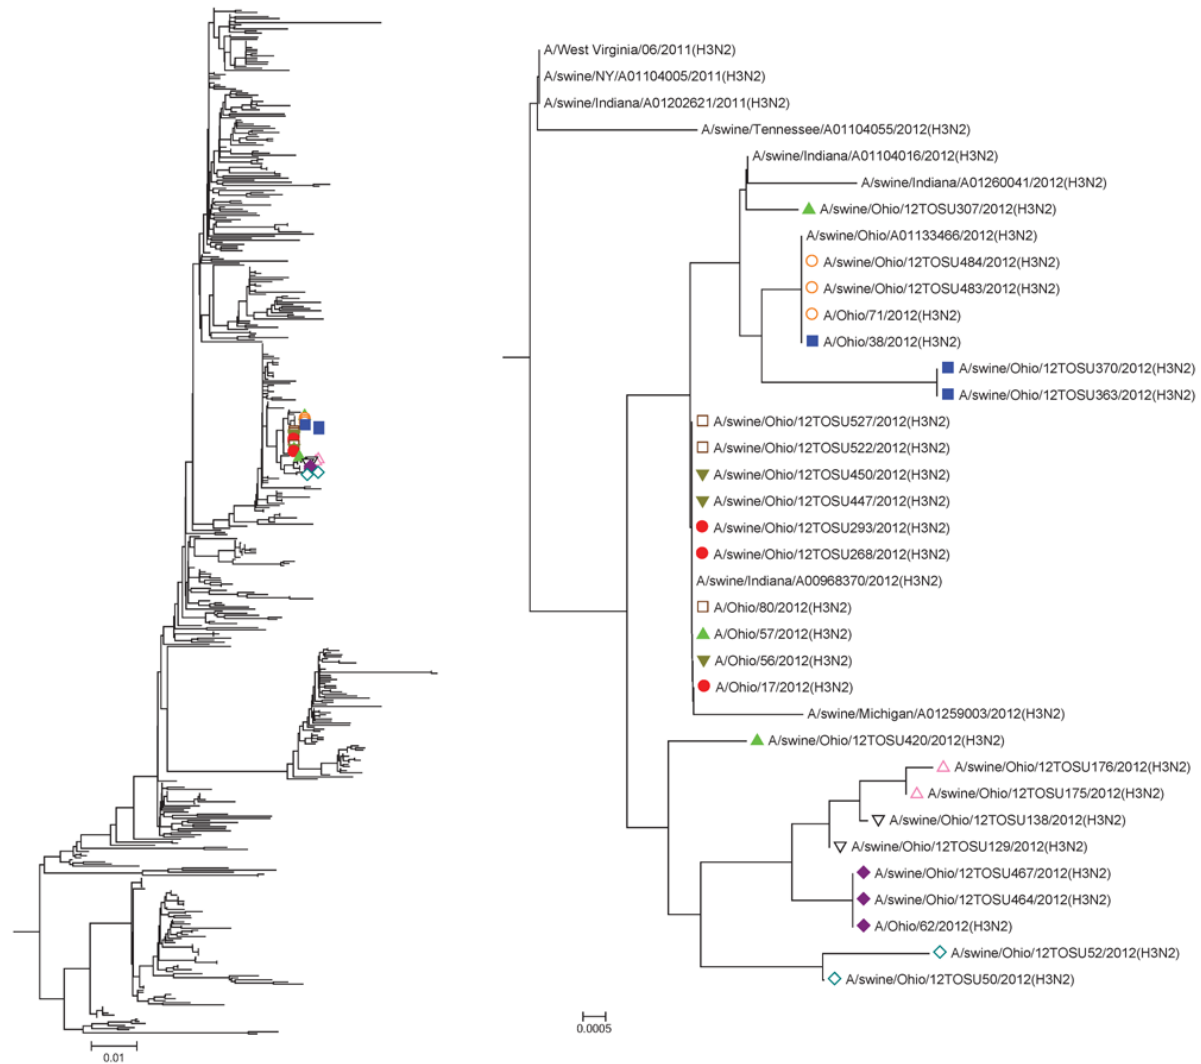 A/West Virginia/06/2011(H3N2)
A/swine/NY/A01104005/2011(H3N2)
A/swine/Indiana/A01202621/2011(H3N2)
A/swine/Tennessee/A01104055/2012(H3N2)
A/swine/Indiana/A01104016/2012(H3N2)
A/swine/Indiana/A01260041/2012(H3N2)
A/swine/Ohio/12TOSU307/2012(H3N2)
A/swine/Ohio/A01133466/2012(H3N2)
A/swine/Ohio/12TOSU484/2012(H3N2)
A/swine/Ohio/12TOSU483/2012(H3N2)
A/Ohio/71/2012(H3N2)
A/Ohio/38/2012(H3N2)
A/swine/Ohio/12TOSU370/2012(H3N2)
A/swine/Ohio/12TOSU363/2012(H3N2)
A/swine/Ohio/12TOSU527/2012(H3N2)
A/swine/Ohio/12TOSU522/2012(H3N2)
A/swine/Ohio/12TOSU450/2012(H3N2)
A/swine/Ohio/12TOSU447/2012(H3N2)
A/swine/Ohio/12TOSU293/2012(H3N2)
A/swine/Ohio/12TOSU268/2012(H3N2)
A/swine/Indiana/A00968370/2012(H3N2)
A/Ohio/80/2012(H3N2)
A/Ohio/57/2012(H3N2)
A/Ohio/56/2012(H3N2)
A/Ohio/17/2012(H3N2)
A/swine/Michigan/A01259003/2012(H3N2)
A/swine/Ohio/12TOSU420/2012(H3N2)
A/swine/Ohio/12TOSU176/2012(H3N2)
A/swine/Ohio/12TOSU175/2012(H3N2)
A/swine/Ohio/12TOSU138/2012(H3N2)
A/swine/Ohio/12TOSU129/2012(H3N2)
A/swine/Ohio/12TOSU467/2012(H3N2)
A/swine/Ohio/12TOSU464/2012(H3N2)
A/Ohio/62/2012(H3N2)
A/swine/Ohio/12TOSU52/2012(H3N2)
A/swine/Ohio/12TOSU50/2012(H3N2)
0.0005
0.01